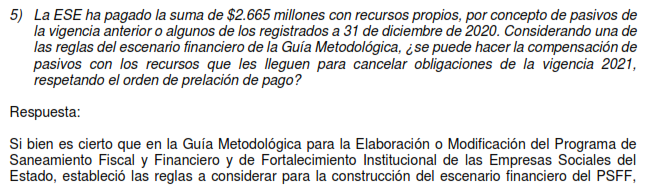 5) La ESE ha pagado la suma de $2.665 millones con recursos propios, por concepto de pasivos de
la vigencia anterior o algunos de los registrados a 31 de diciembre de 2020. Considerando una de
las reglas del escenario financiero de la Guía Metodológica, ¿se puede hacer la compensación de
pasivos con los recursos que les lleguen para cancelar obligaciones de la vigencia 2021,
respetando el orden de prelación de pago?
Respuesta:
Si bien es cierto que en la Guía Metodológica para la Elaboración o Modificación del Programa de
Saneamiento Fiscal y Financiero y de Fortalecimiento Institucional de las Empresas Sociales del
Estado, estableció las reglas a considerar para la construcción del escenario financiero del PSFF,